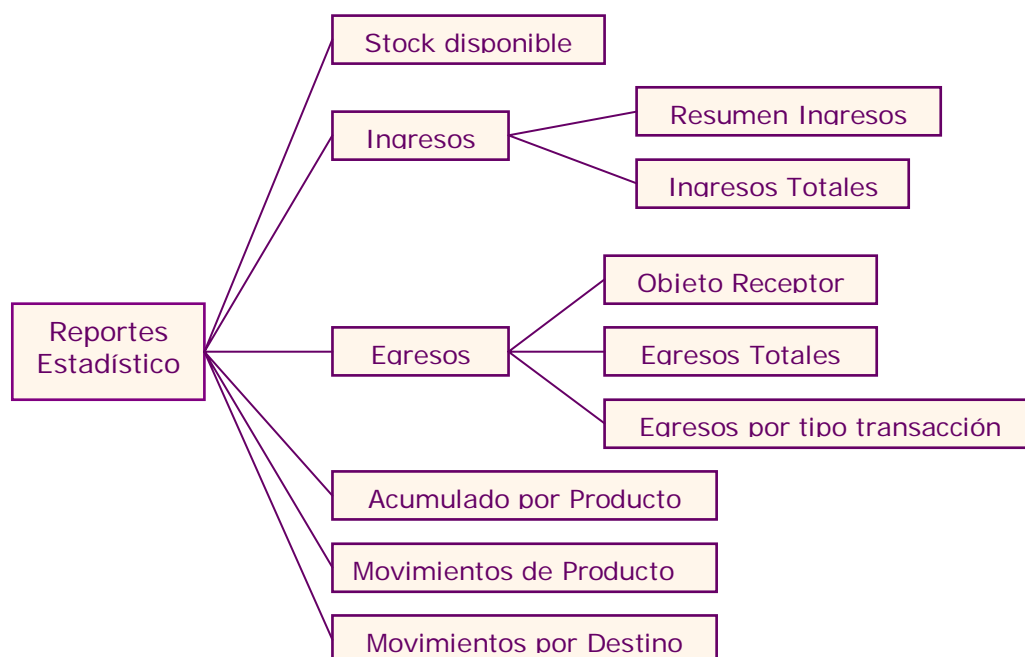 Stock disponible
Ingresos
Resumen Ingresos
Ingresos Totales
Reportes
Estadístico
Egresos
Objeto Receptor
Egresos Totales
Egresos por tipo transacción
Acumulado por Producto
Movimientos de Producto
Movimientos por Destino